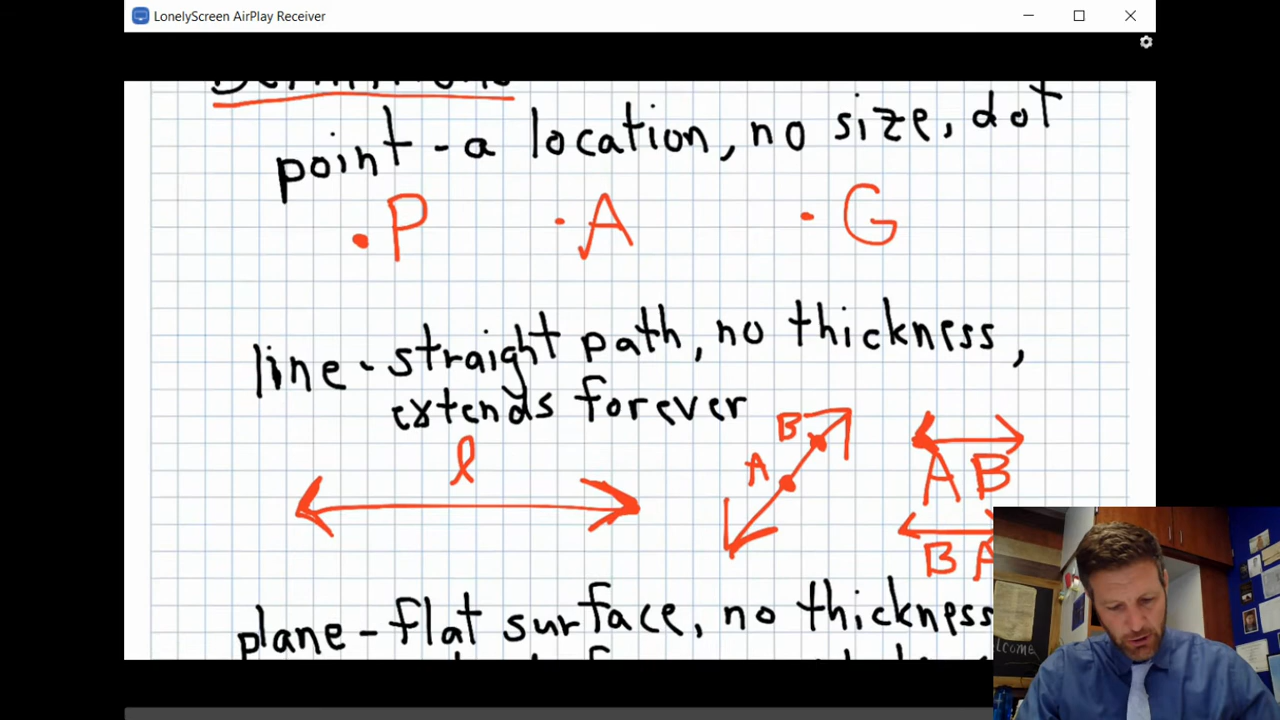 LonelyScreen AirPlay Receiver
Definitions
point - a location, no size, dot
P A G
line - straight path, no thickness,
extends forever
l
B
A
A B
B A
plane - flat surface, no thickness